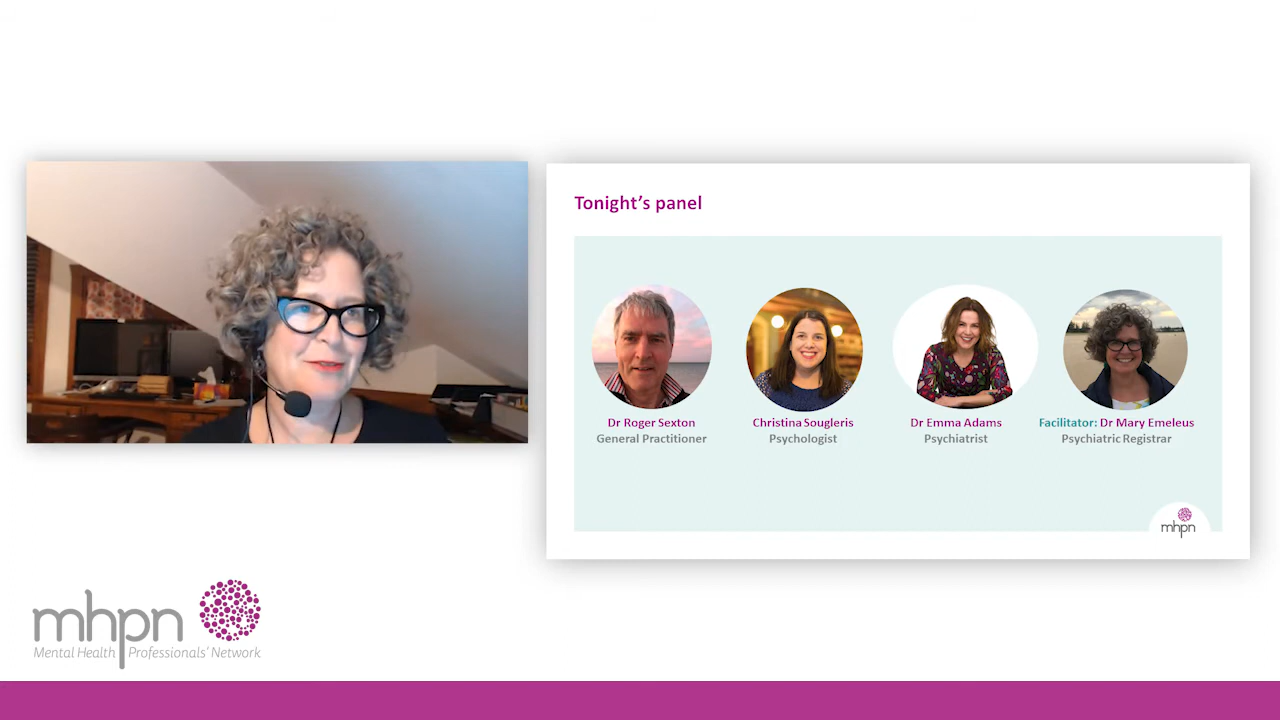 Tonight's panel
Dr Roger Sexton
General Practitioner
Christina Sougleris
Psychologist
Dr Emma Adams
Psychiatrist
Facilitator: Dr Mary Emeleus
Psychiatric Registrar
mhpn
mhpn
Mental Health Professionals' Network